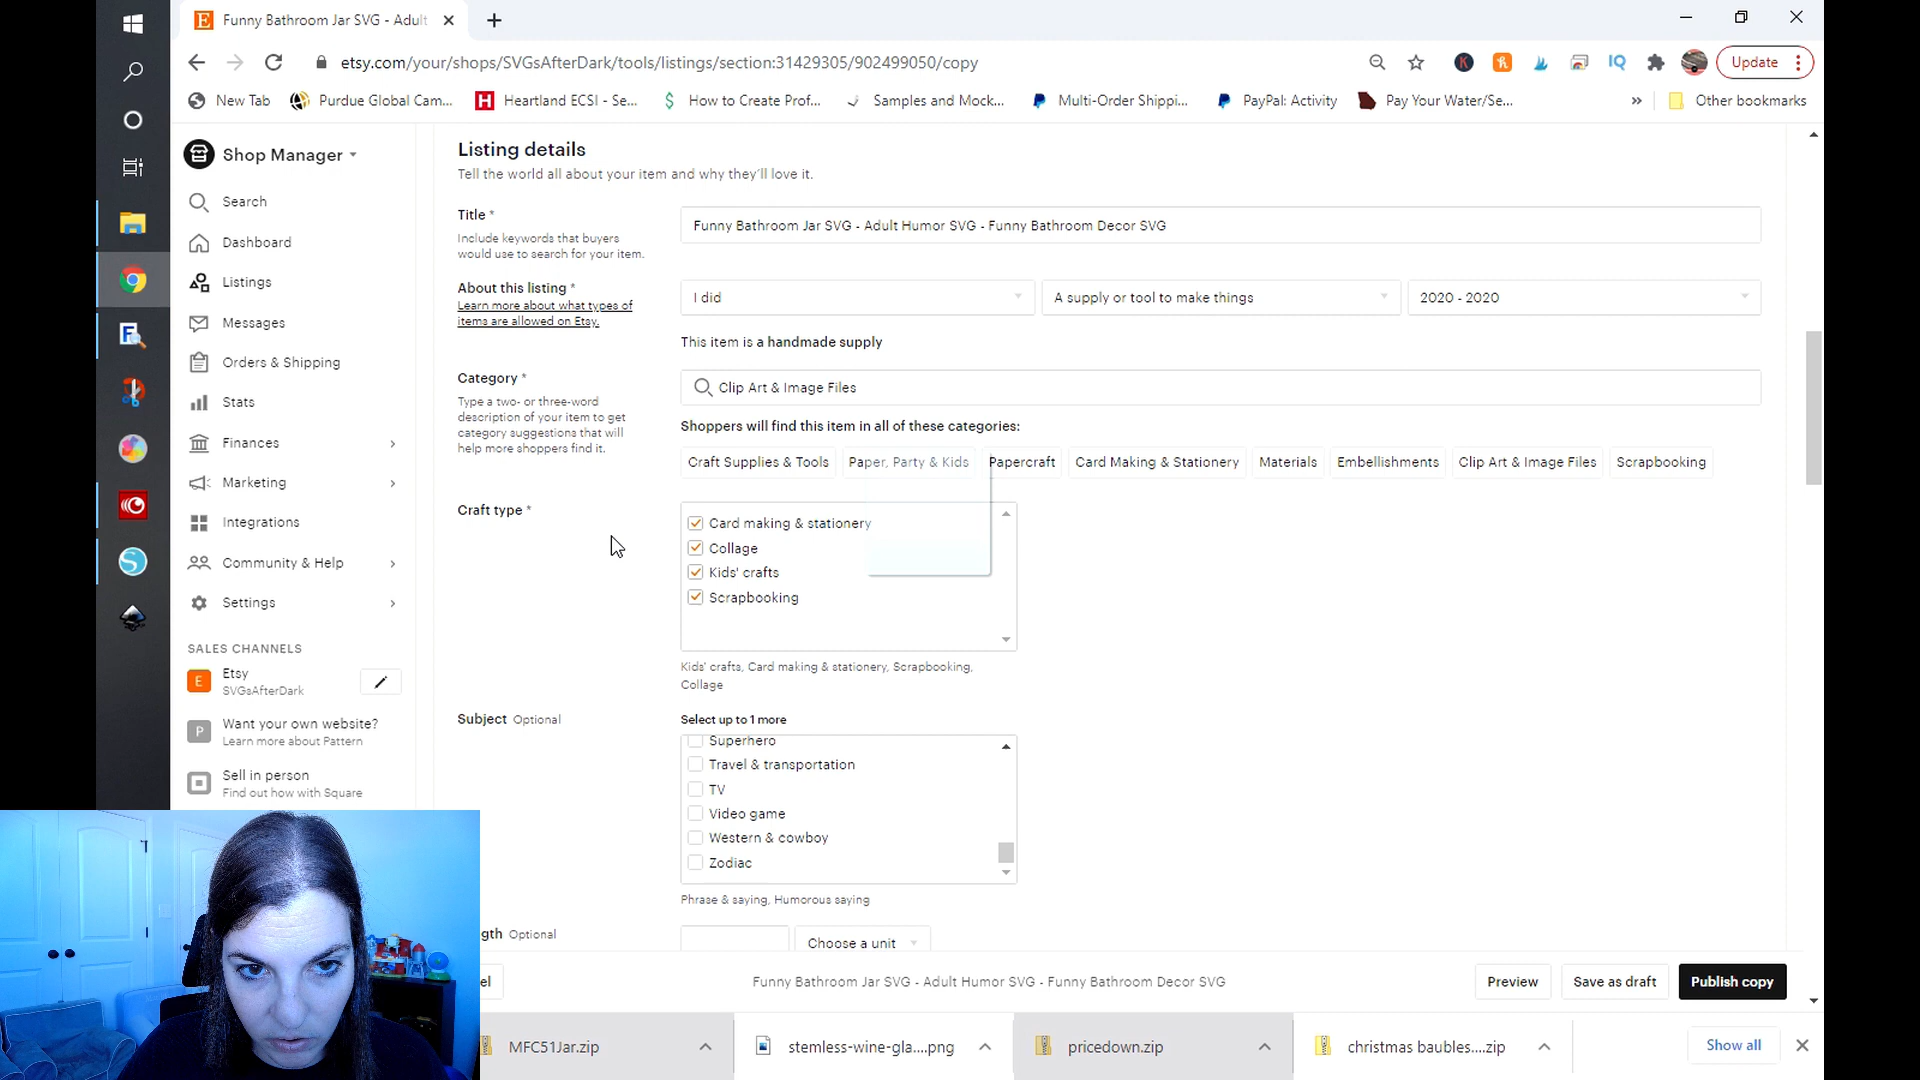 Funny Bathroom Jar SVG - Adult
etsy.com/your/shops/SVGsAfterDark/tools/listings/section:31429305/902499050/copy
Update
New Tab
Purdue Global Cam...
Heartland ECSI - Se...
How to Create Prof...
Samples and Mock...
Multi-Order Shippi...
PayPal: Activity
Pay Your Water/Se...
Other bookmarks
Shop Manager
Search
Dashboard
Listings
Messages
Orders & Shipping
Stats
Finances
Marketing
Integrations
Community & Help
Settings
SALES CHANNELS
E
Etsy
SVGsAfterDark
P
Want your own website?
Learn more about Pattern
Sell in person
Find out how with Square
Listing details
Tell the world all about your item and why they'll love it.
Title *
Include keywords that buyers
would use to search for your item.
Funny Bathroom Jar SVG - Adult Humor SVG - Funny Bathroom Decor SVG
About this listing *
Learn more about what types of
items are allowed on Etsy.
I did
A supply or tool to make things
2020 - 2020
This item is a handmade supply
Category *
Type a two- or three-word
description of your item to get
category suggestions that will
help more shoppers find it.
Clip Art & Image Files
Shoppers will find this item in all of these categories:
Craft Supplies & Tools
Paper, Party & Kids
Papercraft
Card Making & Stationery
Materials
Embellishments
Clip Art & Image Files
Scrapbooking
Craft type *
Card making & stationery
Collage
Kids' crafts
Scrapbooking
Kids' crafts, Card making & stationery, Scrapbooking,
Collage
Subject Optional
Select up to 1 more
Superhero
Travel & transportation
TV
Video game
Western & cowboy
Zodiac
Phrase & saying, Humorous saying
gth Optional
Choose a unit
el
Funny Bathroom Jar SVG - Adult Humor SVG - Funny Bathroom Decor SVG
Preview
Save as draft
Publish copy
MFC51Jar.zip
stemless-wine-gla....png
pricedown.zip
christmas baubles....zip
Show all